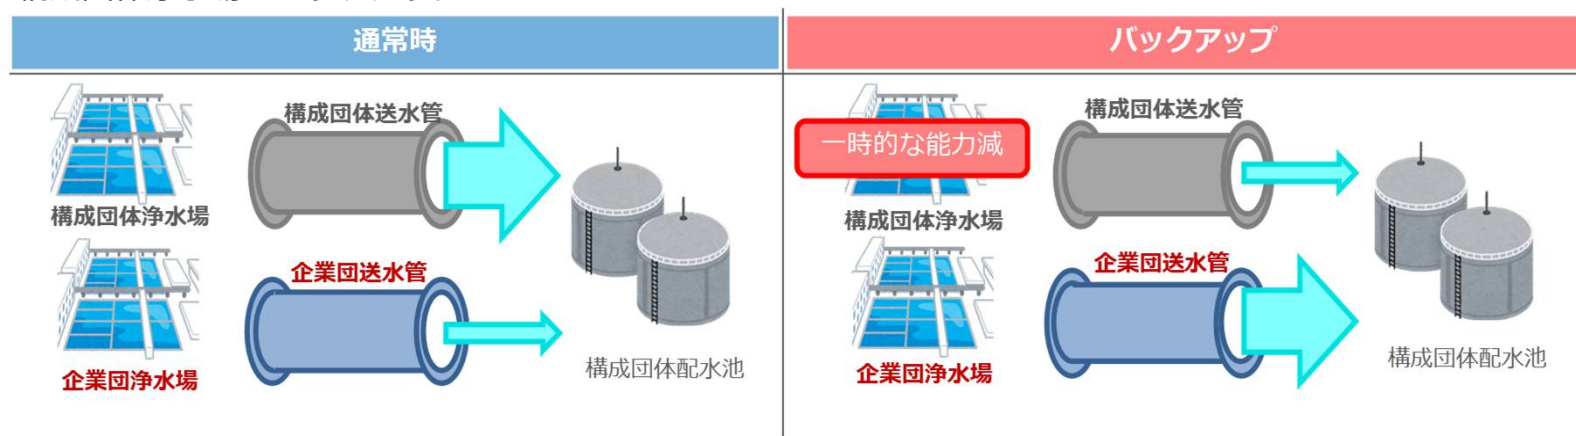 通常時
構成団体送水管
構成団体浄水場
企業団送水管
企業団浄水場
構成団体配水池
バックアップ
構成団体送水管
一時的な能力減
構成団体浄水場
企業団送水管
企業団浄水場
構成団体配水池